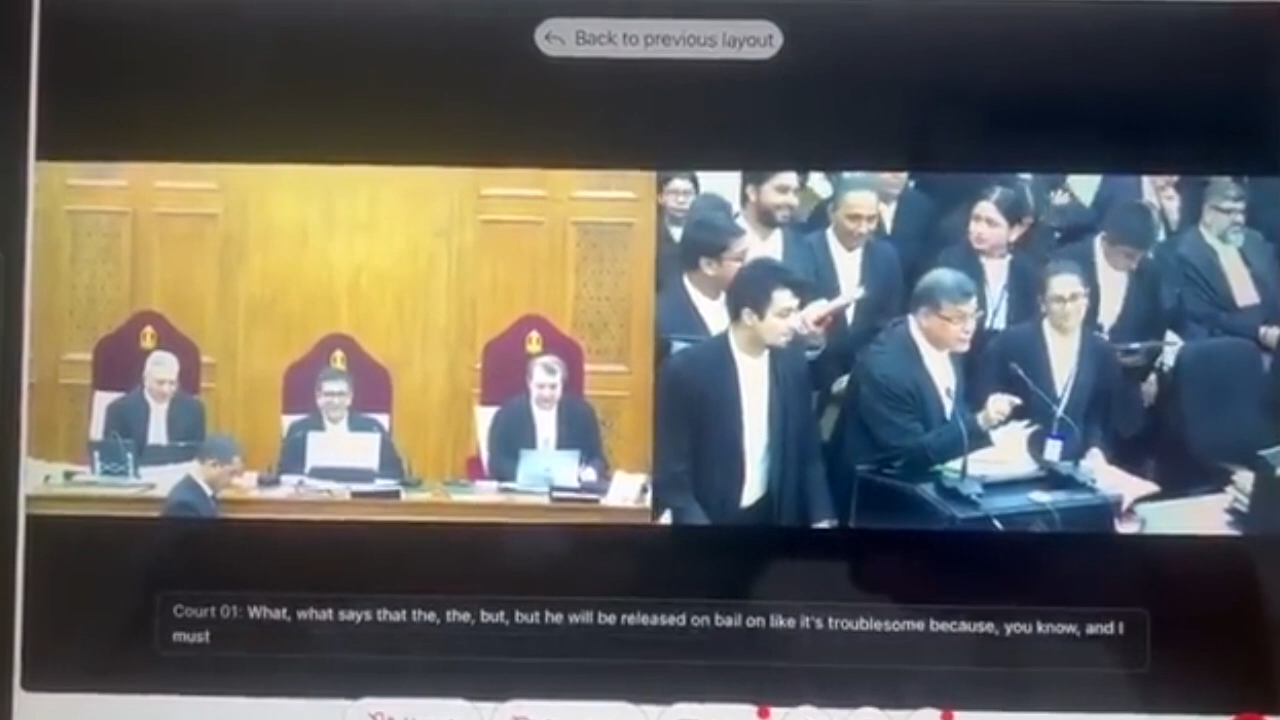 Back to previous layout
Court 01: What, what says that the, the, but, but he will be released on bail on like it's troublesome because, you know, and I
must